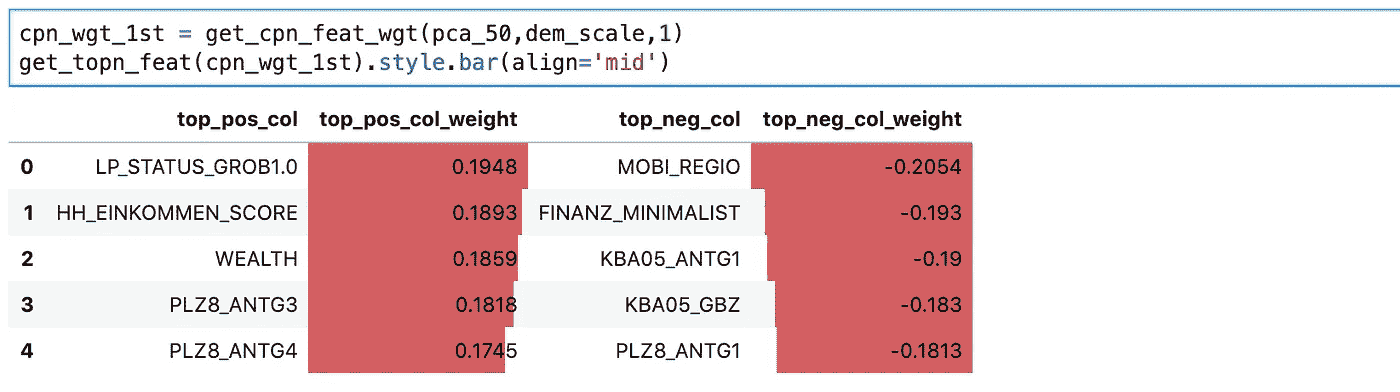 cpn_wgt_1st = get_cpn_feat_wgt(pca_50,dem_scale,1)
get_topn_feat(cpn_wgt_1st).style.bar(align='mid')
top_pos_col top_pos_col_weight top_neg_col top_neg_col_weight
0 LP_STATUS_GROB1.0 0.1948 MOBI_REGIO -0.2054
1 HH_EINKOMMEN_SCORE 0.1893 FINANZ_MINIMALIST -0.193
2 WEALTH 0.1859 KBA05_ANTG1 -0.19
3 PLZ8_ANTG3 0.1818 KBA05_GBZ -0.183
4 PLZ8_ANTG4 0.1745 PLZ8_ANTG1 -0.1813